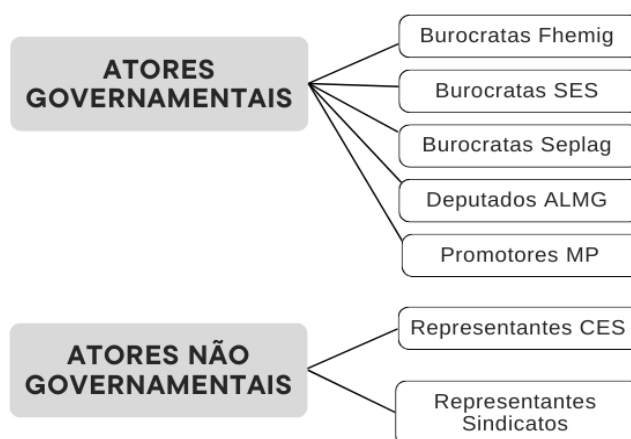 ATORES
GOVERNAMENTAIS
Burocratas Fhemig
Burocratas SES
Burocratas Seplag
Deputados ALMG
Promotores MP
ATORES NÃO
GOVERNAMENTAIS
Representantes CES
Representantes
Sindicatos